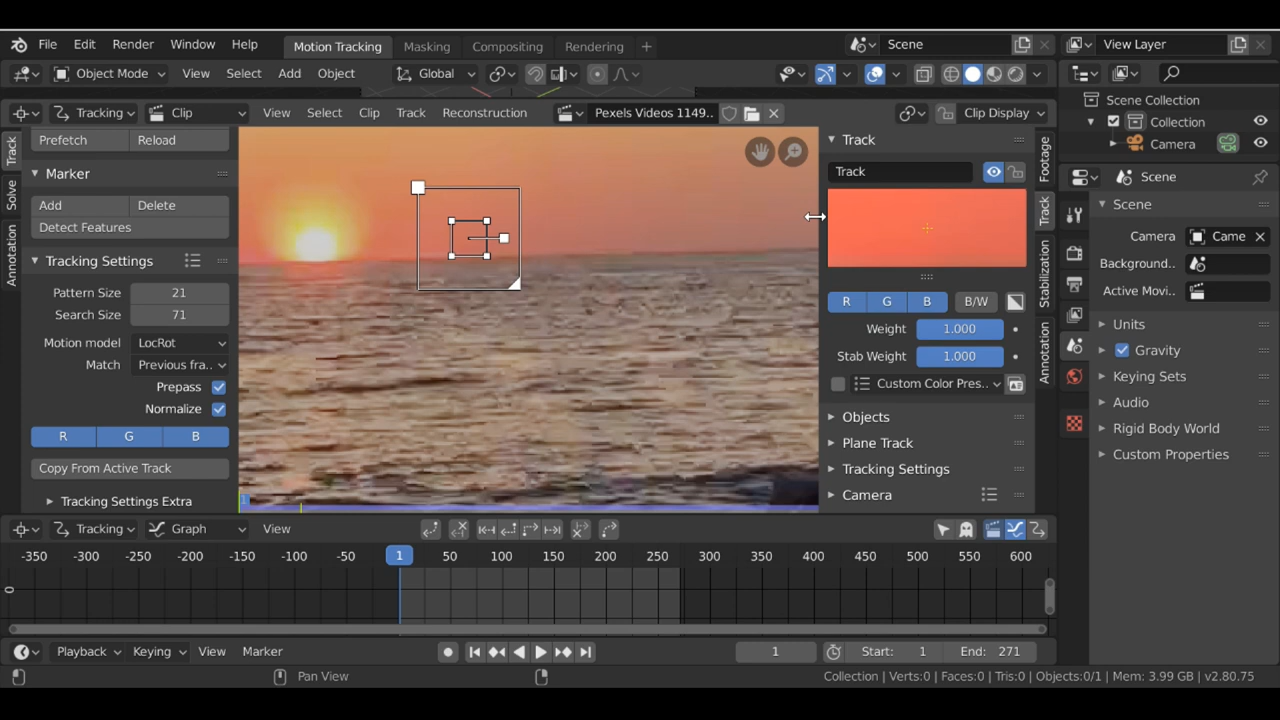 File Edit Render Window Help Motion Tracking Masking Compositing Rendering + Scene View Layer
Object Mode View Select Add Object Global
Tracking Clip View Select Clip Track Reconstruction Pexels Videos 1149.. Clip Display
Prefetch Reload
Marker
Add Delete
Detect Features
Tracking Settings
Pattern Size 21
Search Size 71
Motion model LocRot
Match Previous fra..
Prepass
Normalize
R G B
Copy From Active Track
Tracking Settings Extra
Track
Solve
Annotation
1
Track
Track
R G B B/W
Weight 1.000
Stab Weight 1.000
Custom Color Pres..
Objects
Plane Track
Tracking Settings
Camera
Footage
Track
Stabilization
Annotation
Scene Collection
Collection
Camera
Scene
Scene
Camera Came
Background..
Active Movi..
Units
Gravity
Keying Sets
Audio
Rigid Body World
Custom Properties
Tracking Graph View
-350 -300 -250 -200 -150 -100 -50 1 50 100 150 200 250 300 350 400 450 500 550 600
0
Playback Keying View Marker 1 Start: 1 End: 271
Pan View
Collection | Verts:0 | Faces:0 | Tris:0 | Objects:0/1 | Mem: 3.99 GB | v2.80.75